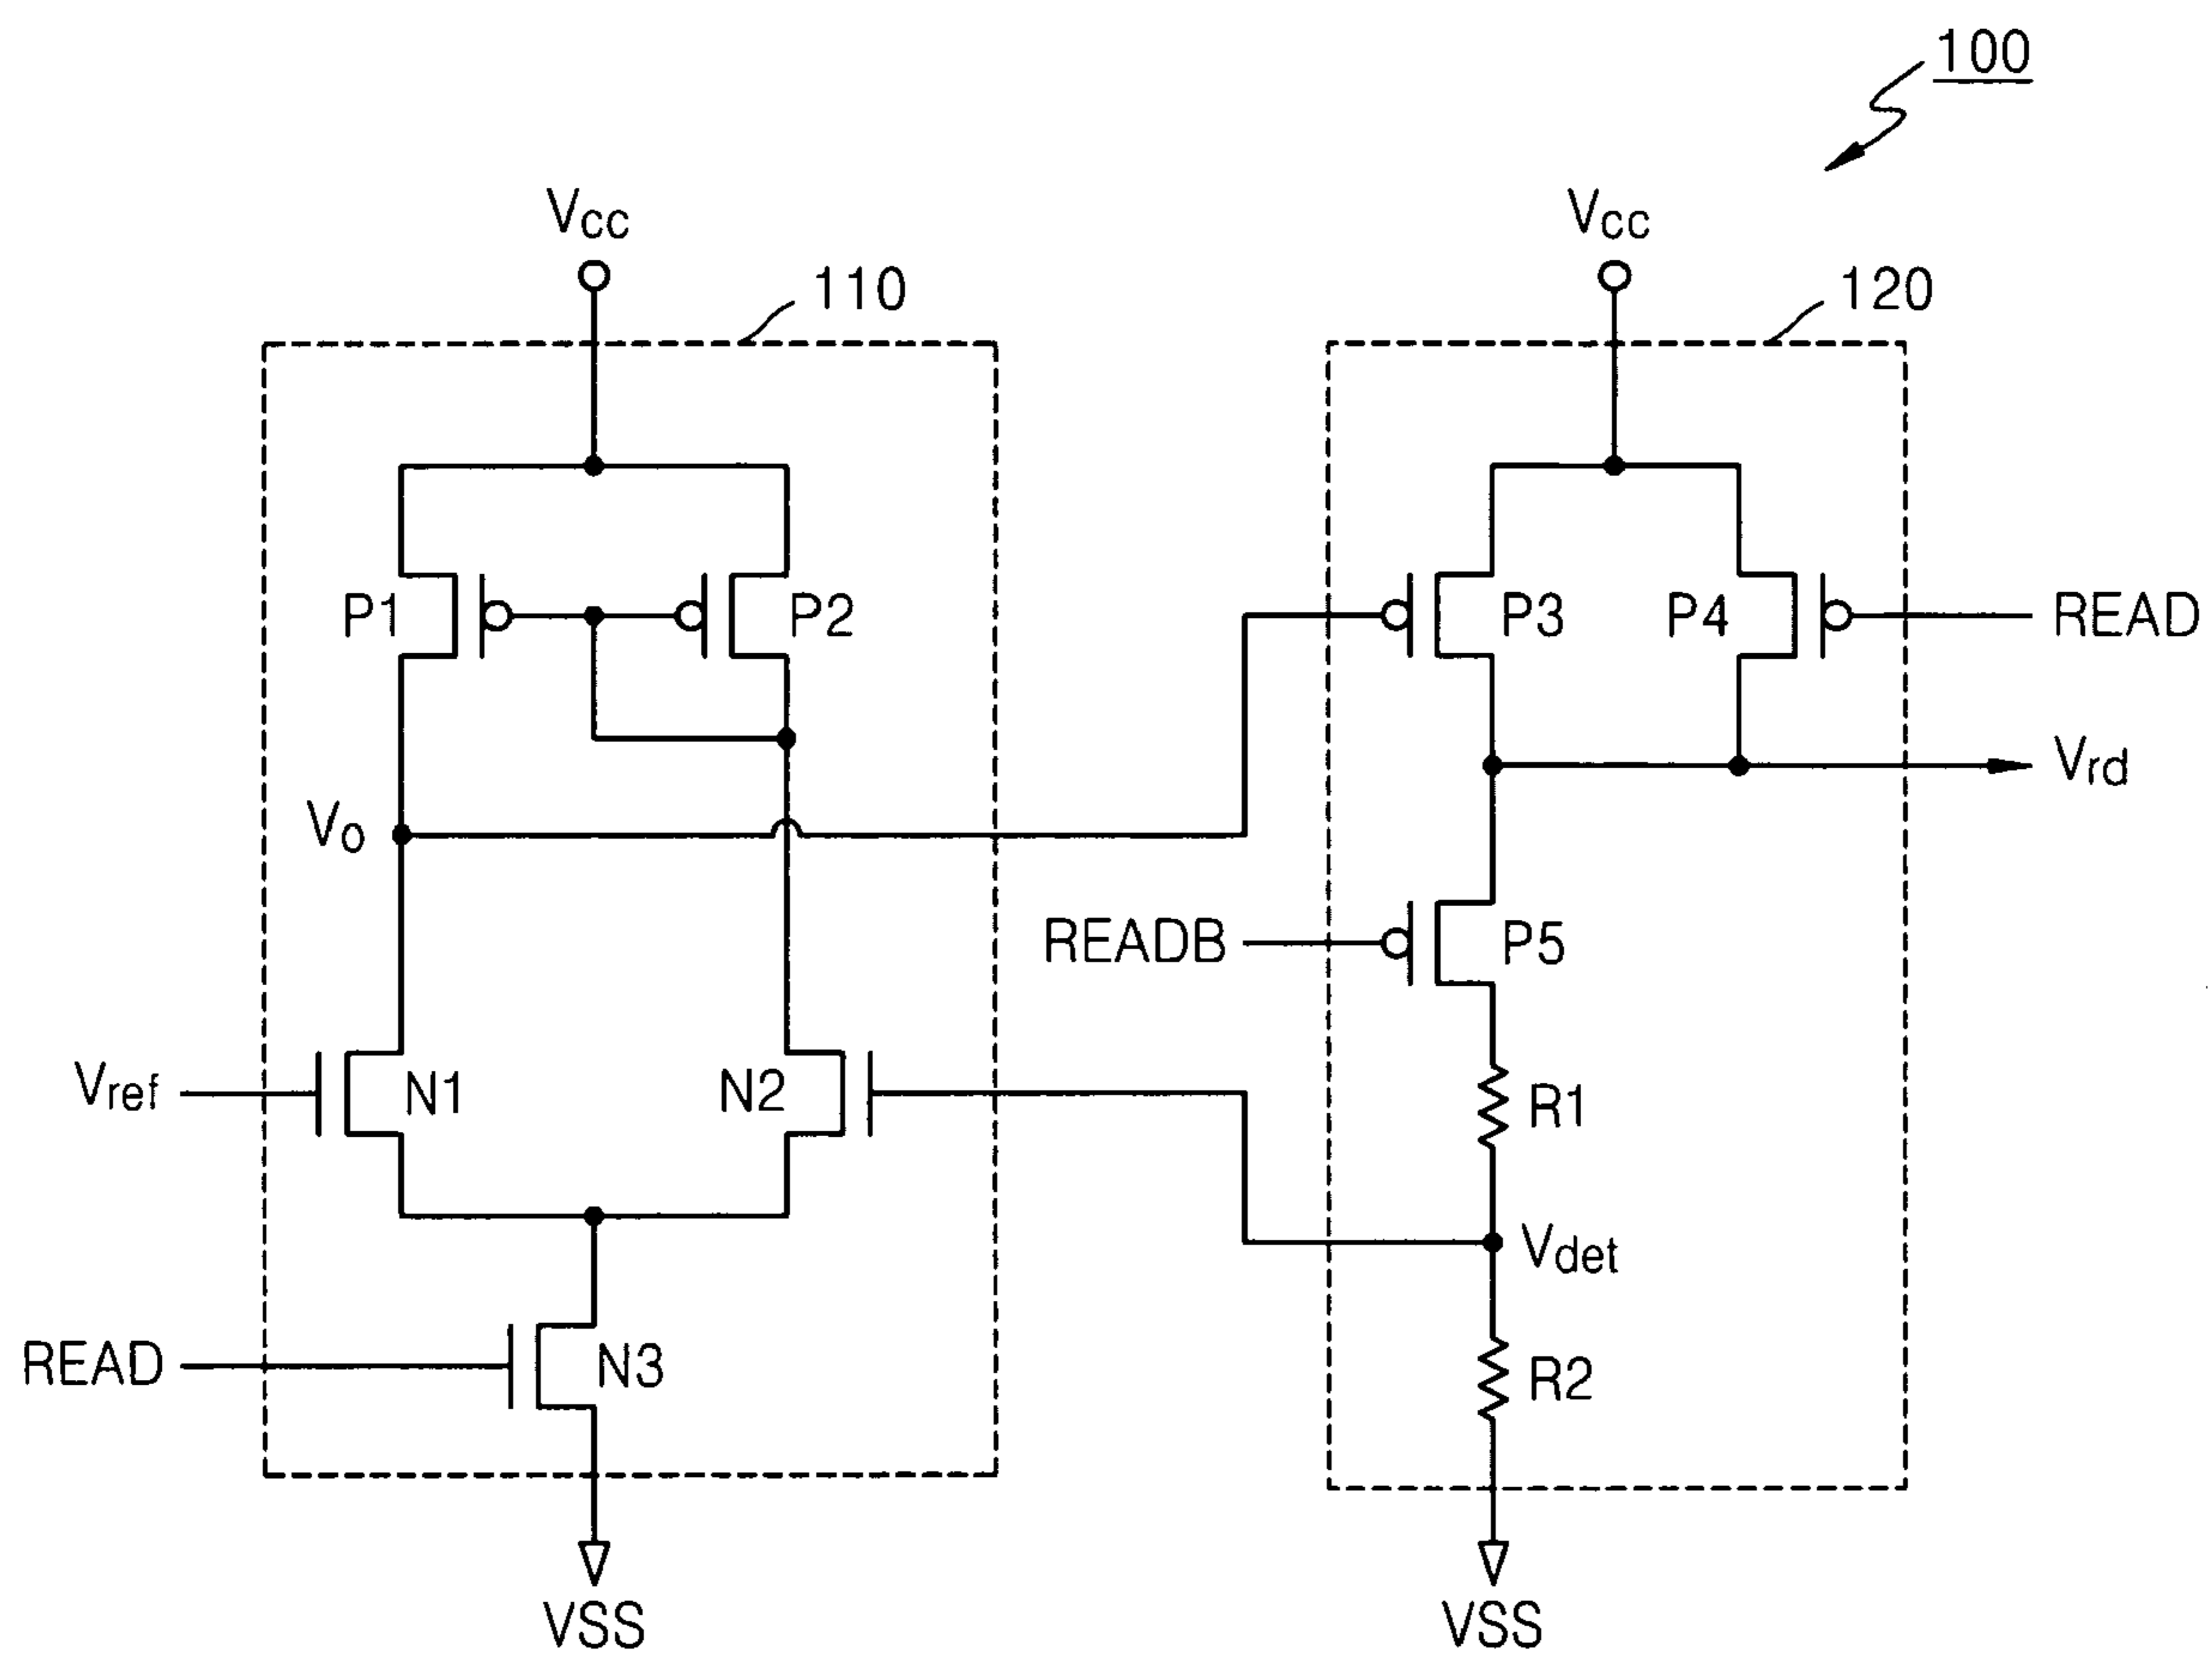 100
Vcc
Vcc
110
120
P1
P2
P3
P4
READ
Vrd
Vo
READB
P5
Vref
N1
N2
R1
Vdet
READ
N3
R2
VSS
VSS